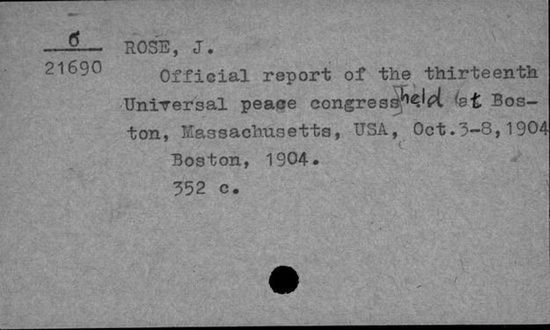 б
21690
ROSE, J.
Official report of the thirteenth
Universal peace congress held at Bos-
ton, Massachusetts, USA, Oct.3-8,1904
Boston, 1904.
352 c.